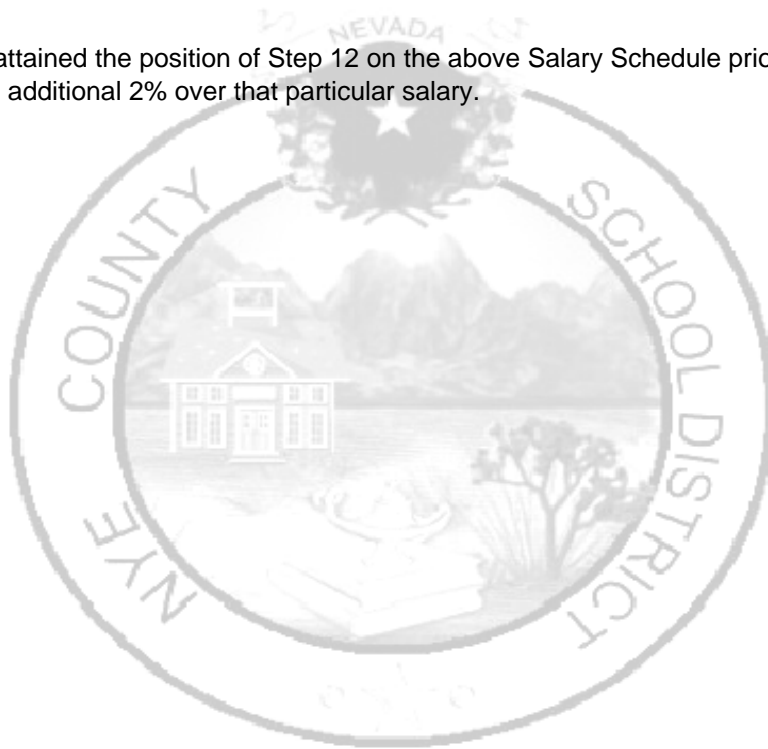 NEVADA
attained the position of Step 12 on the above Salary Schedule prio
additional 2% over that particular salary.
NYE COUNTY SCHOOL DISTRICT